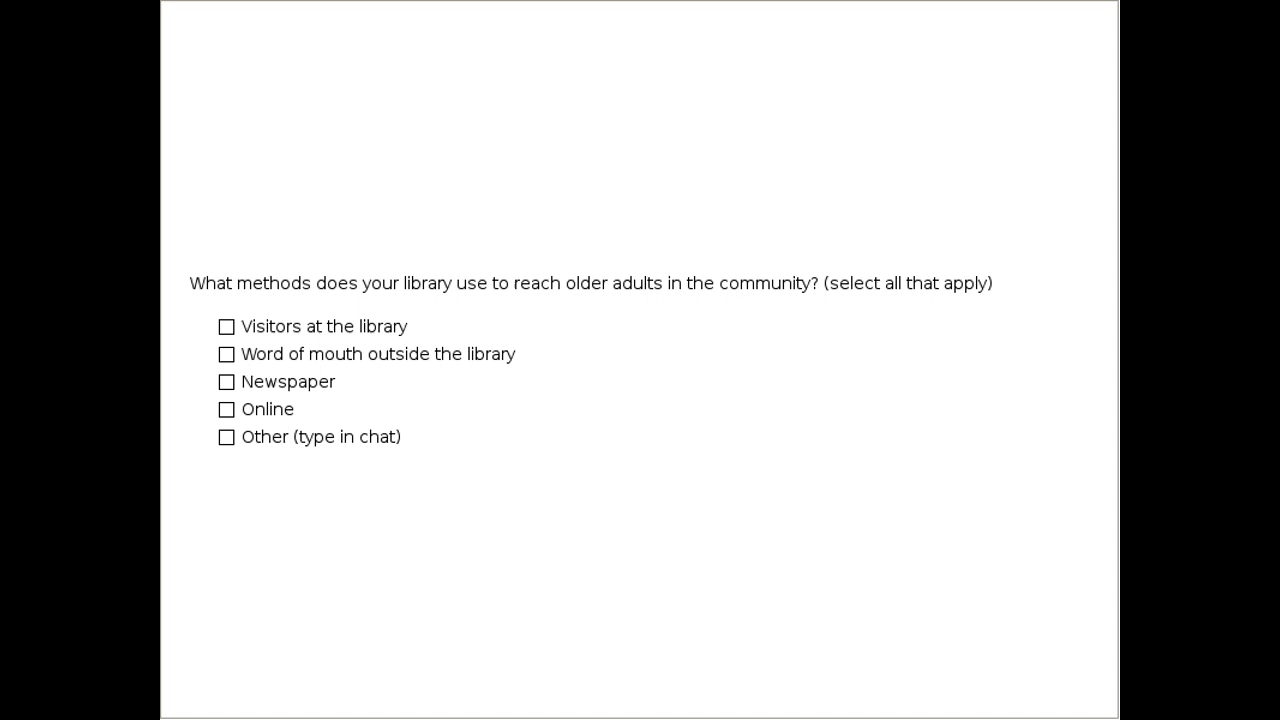 What methods does your library use to reach older adults in the community? (select all that apply)
Visitors at the library
Word of mouth outside the library
Newspaper
Online
Other (type in chat)